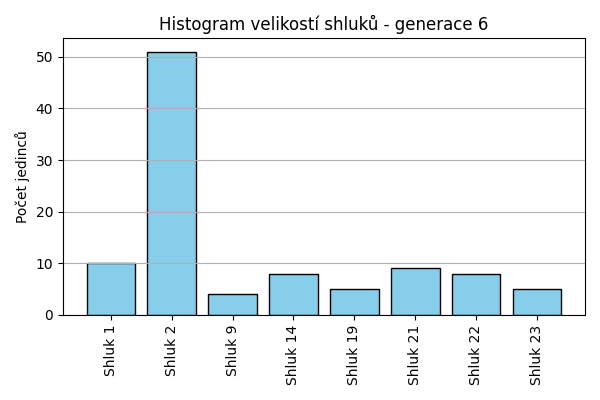 Histogram velikostí shluků - generace 6
Počet jedinců
50
40
30
20
10
0
Shluk 1
Shluk 2
Shluk 9
Shluk 14
Shluk 19
Shluk 21
Shluk 22
Shluk 23